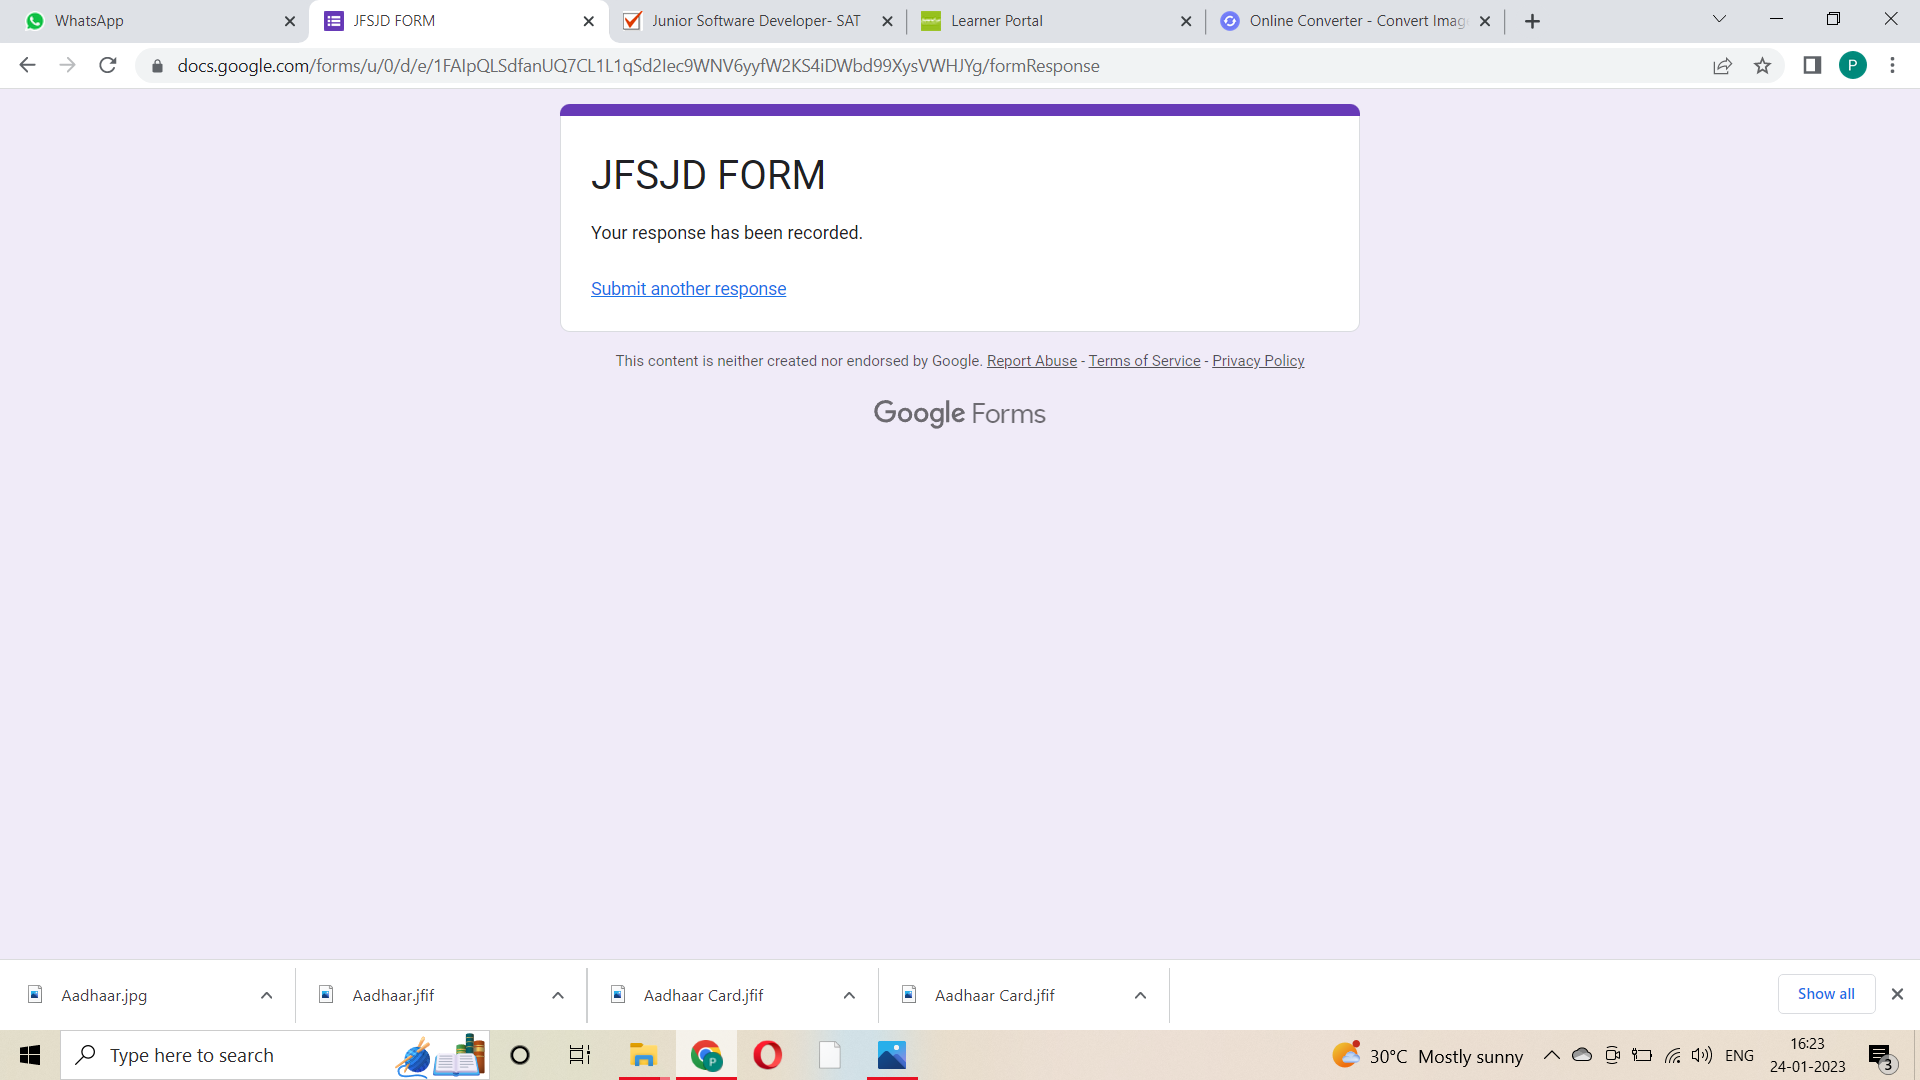 WhatsApp
JFSJD FORM
Junior Software Developer- SAT
Learner Portal
Online Converter - Convert Imag
docs.google.com/forms/u/0/d/e/1FAIpQLSdfanUQ7CL1L1qSd2Iec9WNV6yyfW2KS4iDWbd99XysVWHJYg/formResponse
P
JFSJD FORM
Your response has been recorded.
Submit another response
This content is neither created nor endorsed by Google. Report Abuse - Terms of Service - Privacy Policy
Google Forms
Aadhaar.jpg
Aadhaar.jfif
Aadhaar Card.jfif
Aadhaar Card.jfif
Show all
Type here to search
P
30°C Mostly sunny
ENG
16:23
24-01-2023
3